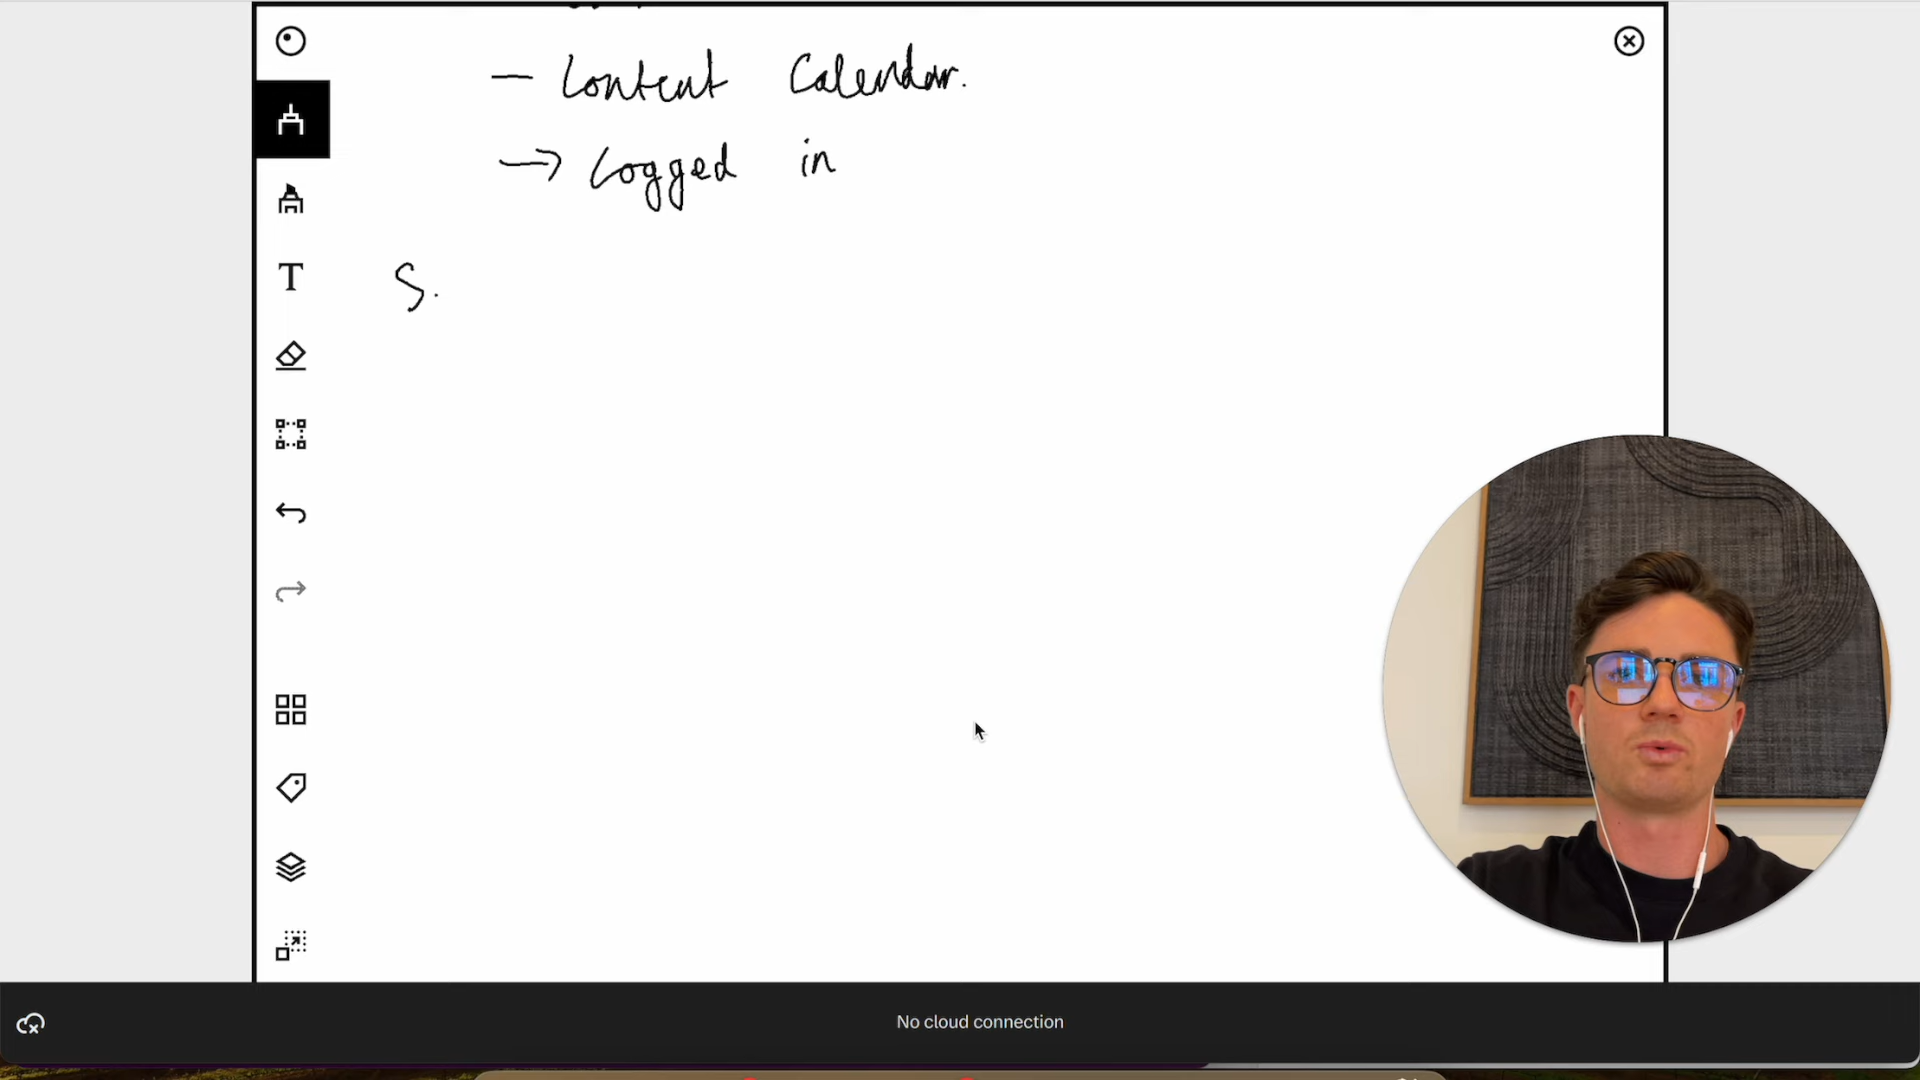 — Content Calendar.
→ Logged in
T
S.
No cloud connection